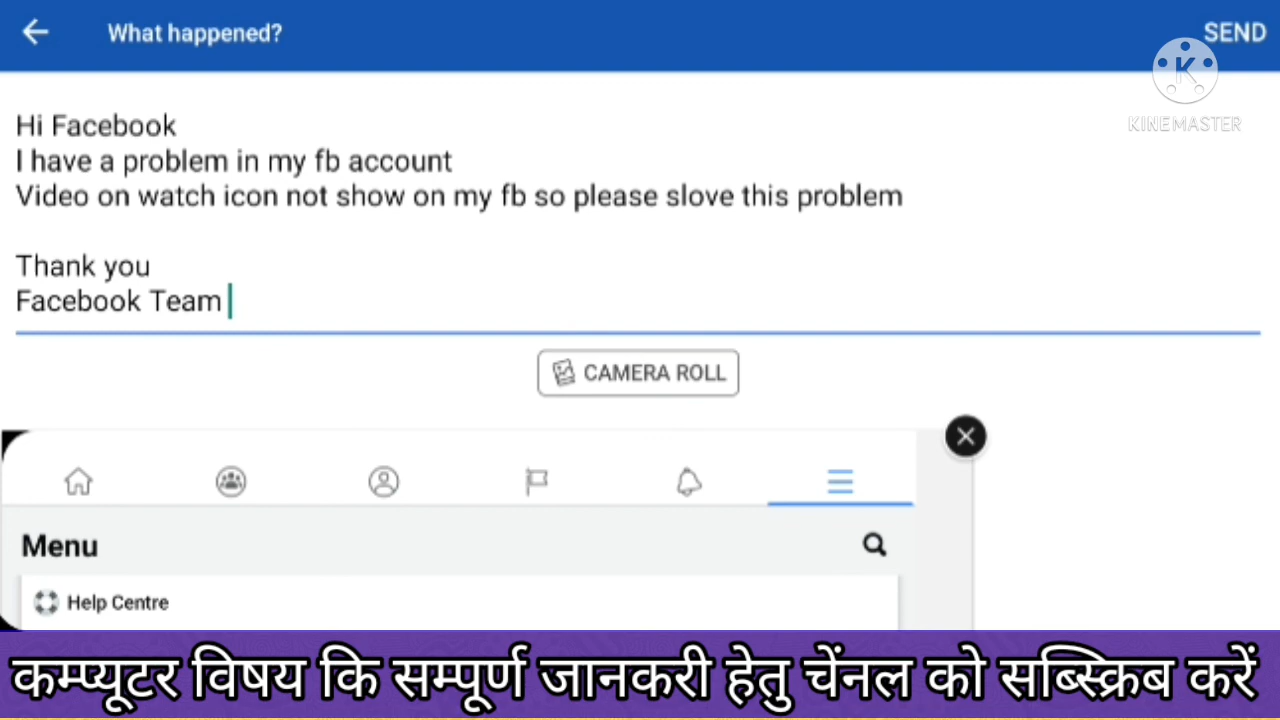 What happened?
SEND
KINEMASTER
Hi Facebook
I have a problem in my fb account
Video on watch icon not show on my fb so please slove this problem
Thank you
Facebook Team
CAMERA ROLL
Menu
Help Centre
कम्प्यूटर विषय कि सम्पूर्ण जानकरी हेतु चेंनल को सब्स्क्रिब करें